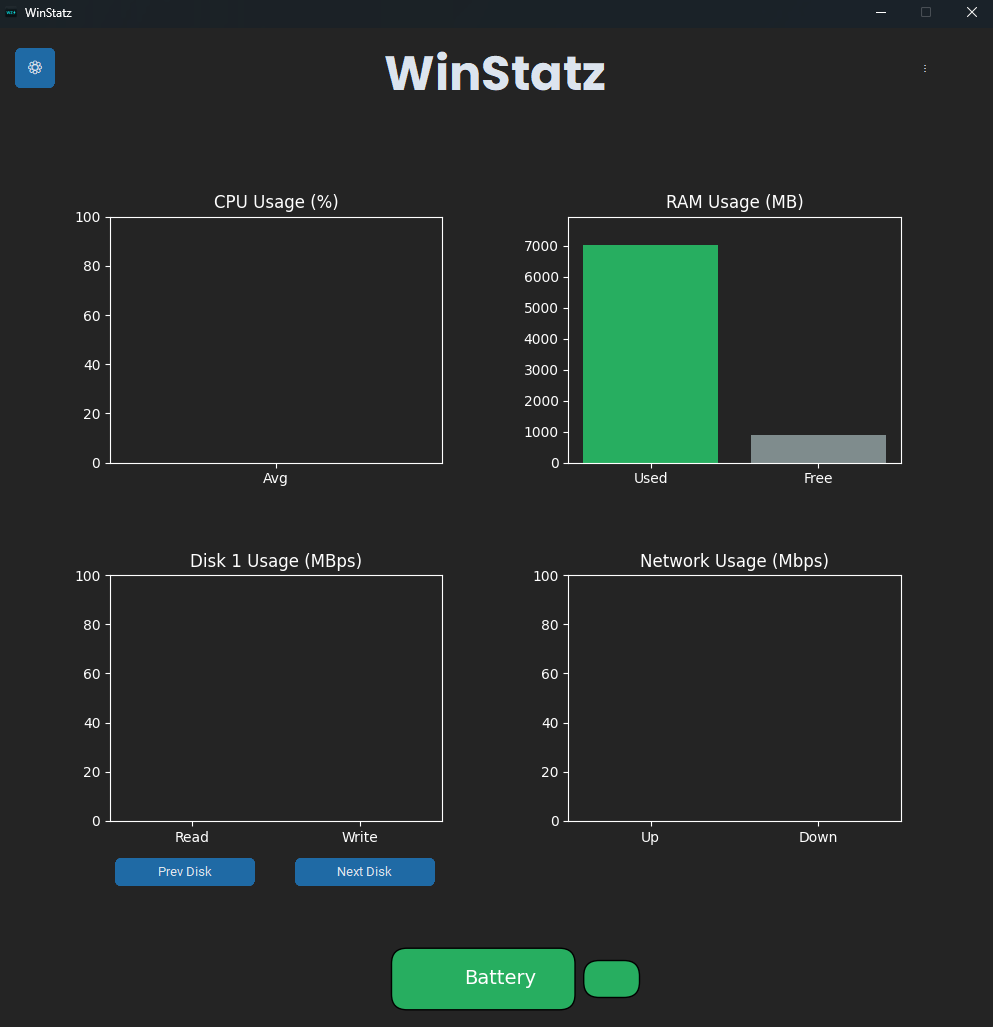 WinStatz
WinStatz
CPU Usage (%)
100
80
60
40
20
0
Avg
RAM Usage (MB)
7000
6000
5000
4000
3000
2000
1000
0
Used Free
Disk 1 Usage (MBps)
100
80
60
40
20
0
Read Write
Prev Disk Next Disk
Network Usage (Mbps)
100
80
60
40
20
0
Up Down
Battery